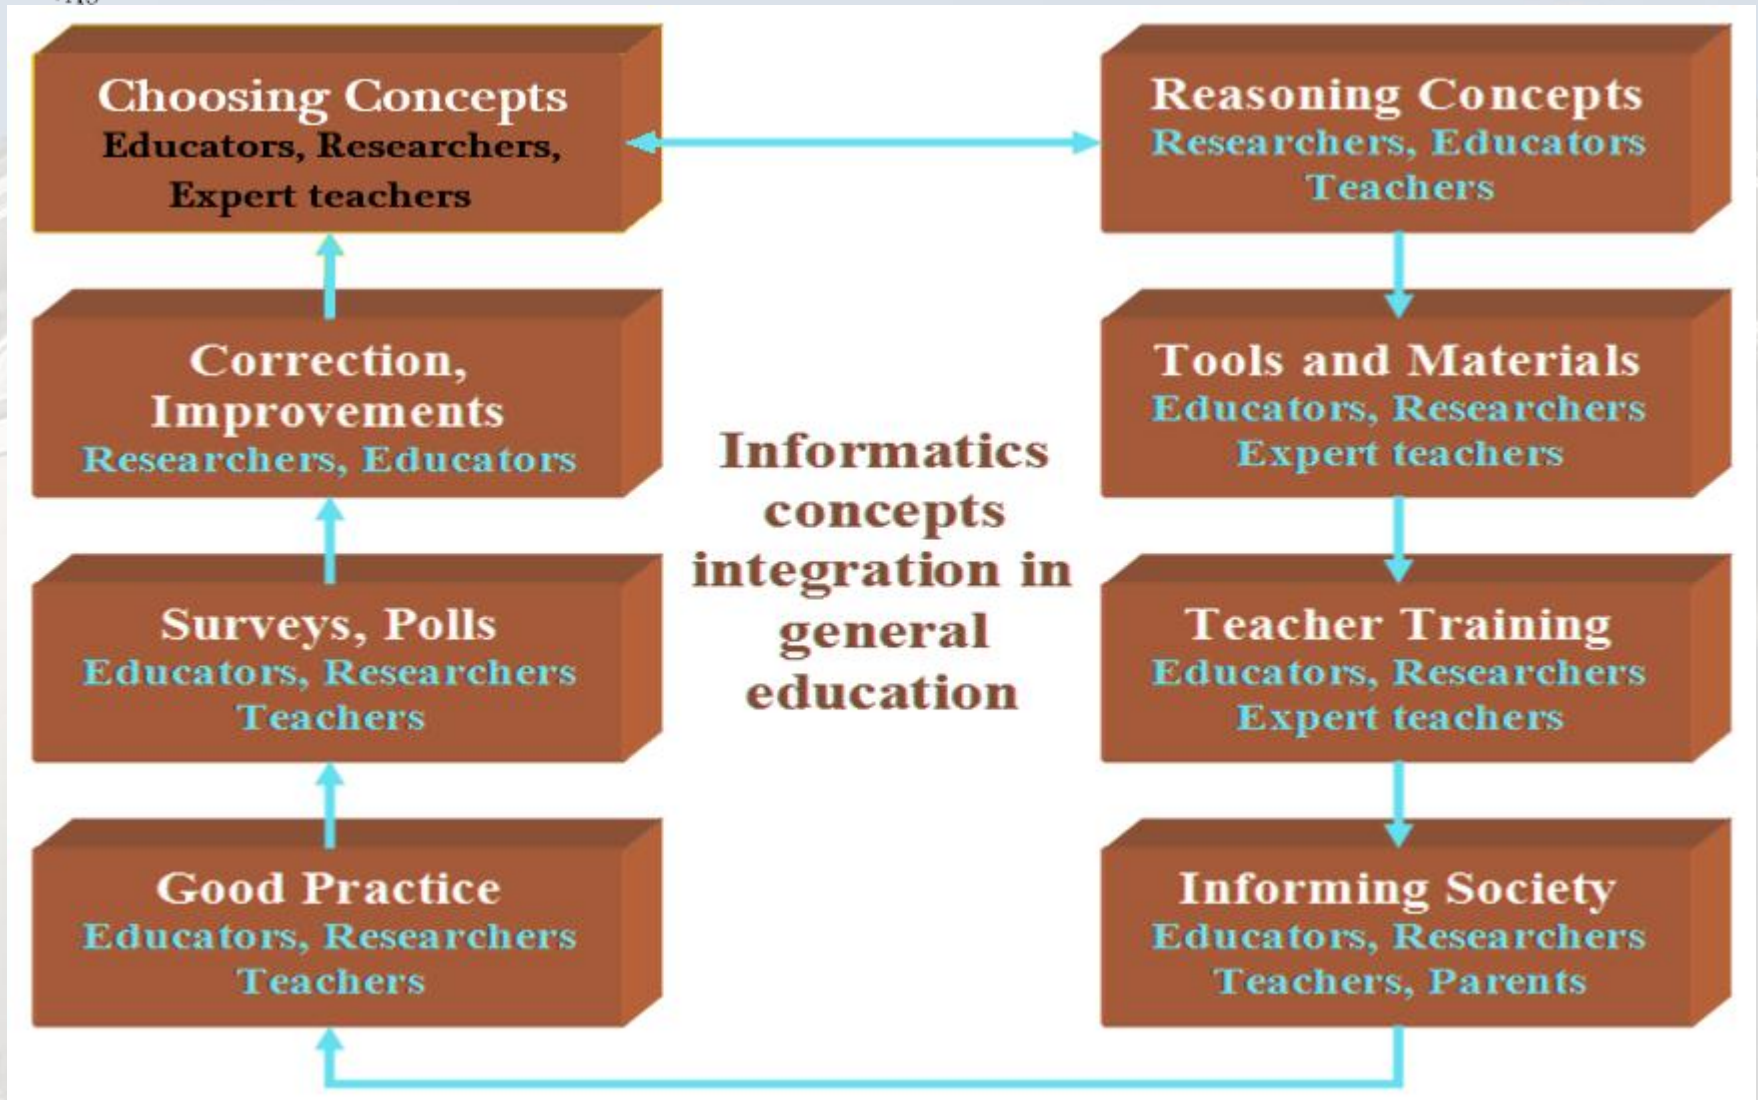 Choosing Concepts
Educators, Researchers,
Expert teachers
Reasoning Concepts
Researchers, Educators
Teachers
Correction,
Improvements
Researchers, Educators
Tools and Materials
Educators, Researchers
Expert teachers
Informatics
concepts
integration in
general
education
Surveys, Polls
Educators, Researchers
Teachers
Teacher Training
Educators, Researchers
Expert teachers
Good Practice
Educators, Researchers
Teachers
Informing Society
Educators, Researchers
Teachers, Parents